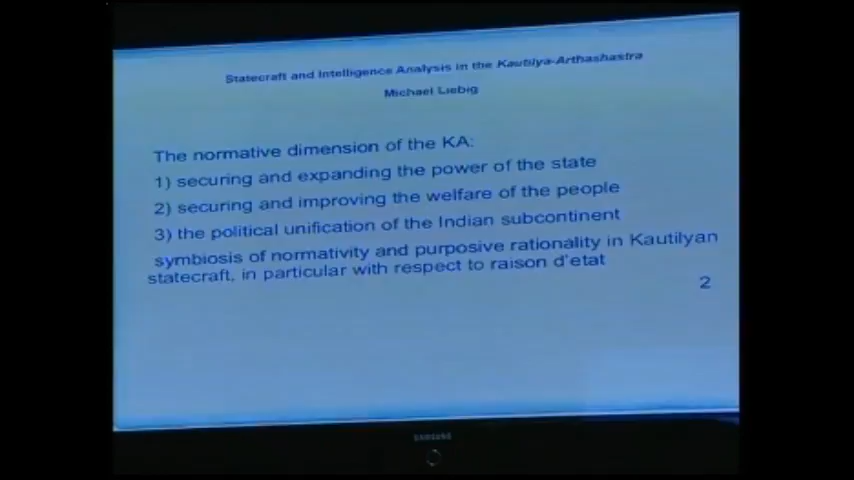 Statecraft and Intelligence Analysis in the Kautilya-Arthashastra
Michael Liebig
The normative dimension of the KA:
1) securing and expanding the power of the state
2) securing and improving the welfare of the people
3) the political unification of the Indian subcontinent
symbiosis of normativity and purposive rationality in Kautilyan
statecraft, in particular with respect to raison d'etat
2
SAMSUNG